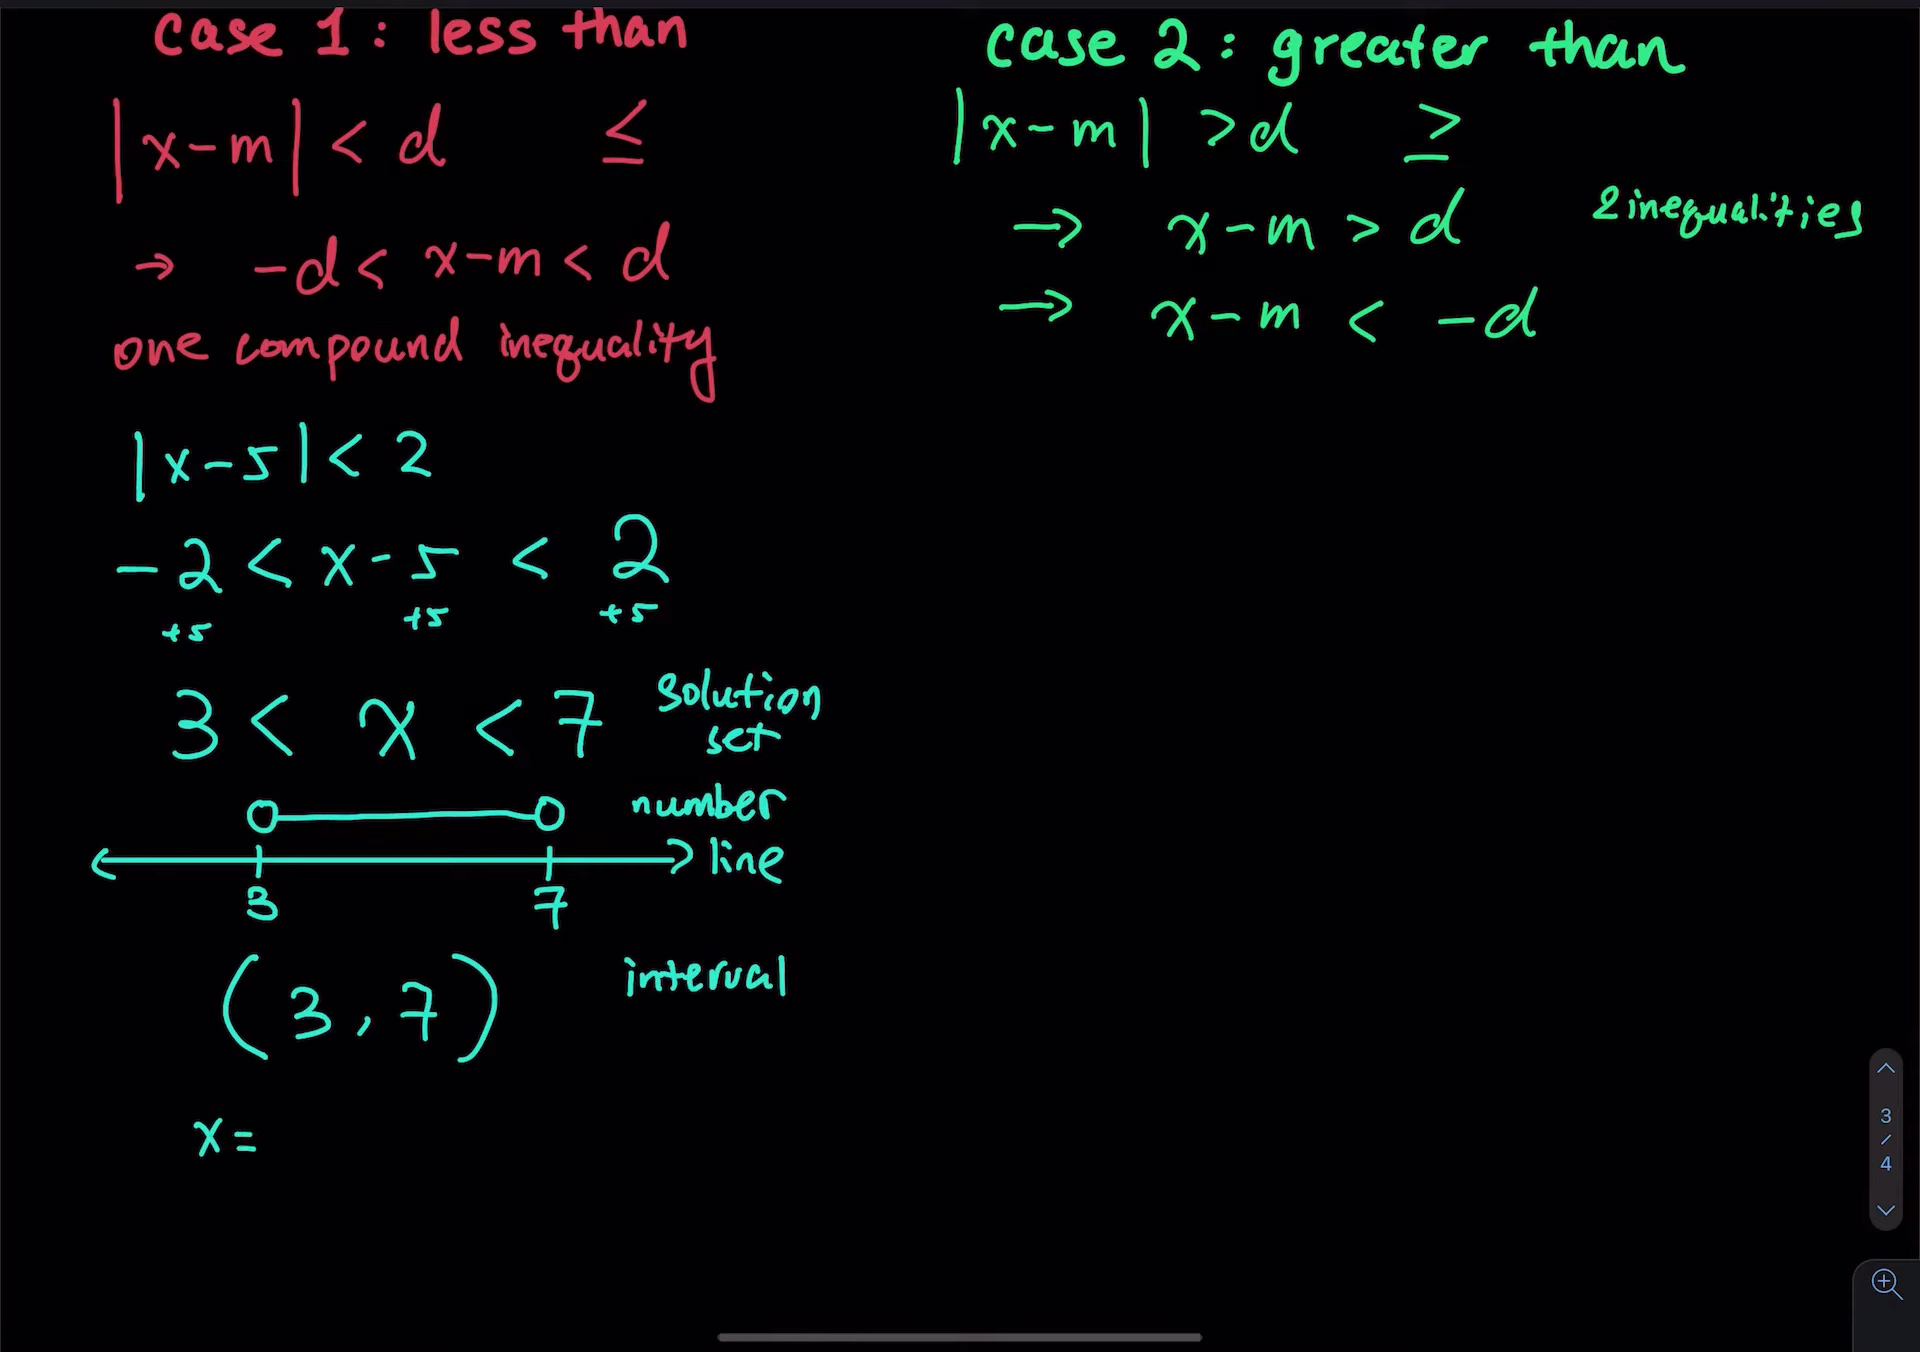 case 1: less than
|x-m| < d ≤
→ -d < x-m < d
one compound inequality
|x-5| < 2
-2 < x-5 < 2
+5 +5 +5
3 < x < 7 solution set
number line
3 7
(3, 7) interval
x=
case 2: greater than
|x-m| >d ≥
→ x-m > d 2 inequalities
→ x-m < -d
3
/
4